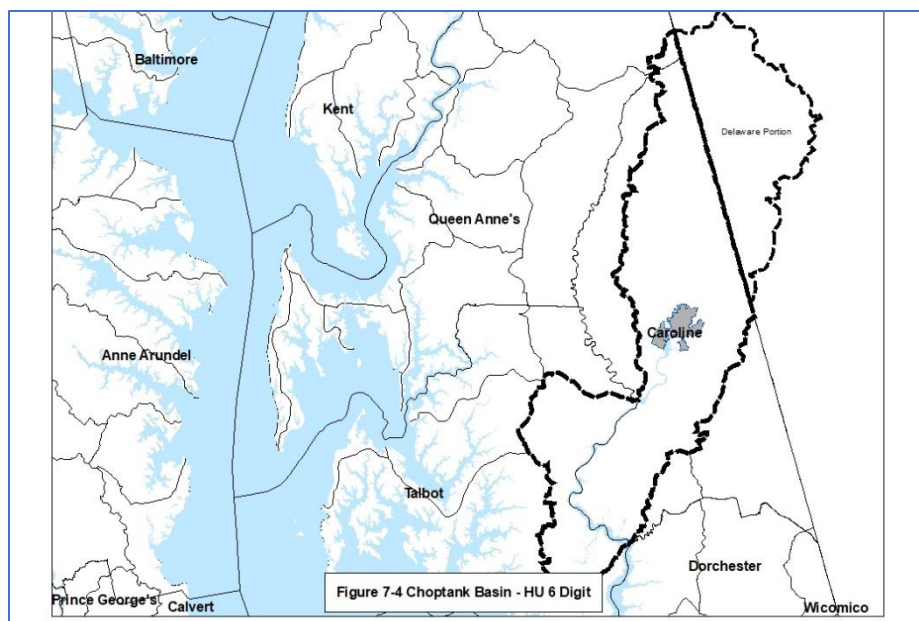 Baltimore
Kent
Delaware Portion
Queen Anne's
Caroline
Anne Arundel
Talbot
Dorchester
Figure 7-4 Choptank Basin - HU 6 Digit
Prince George's
Calvert
Wicomico